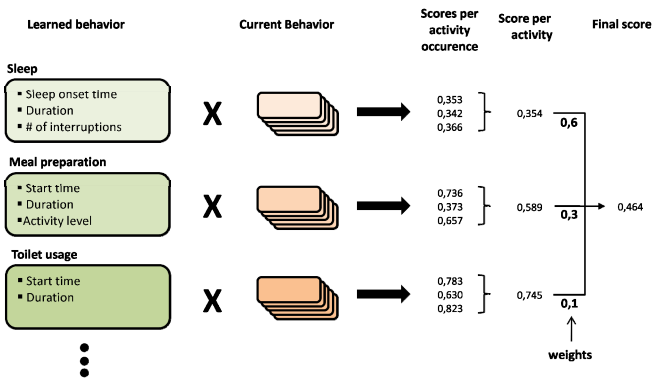 Learned behavior
Current Behavior
Scores per
activity
occurence
Score per
activity
Final score
Sleep
▪ Sleep onset time
▪ Duration
▪ # of interruptions
X
0,353
0,342
0,366
0,354
0,6
Meal preparation
▪ Start time
▪ Duration
▪Activity level
X
0,736
0,373
0,657
0,589
0,3
0,464
Toilet usage
▪ Start time
▪ Duration
X
0,783
0,630
0,823
0,745
0,1
weights